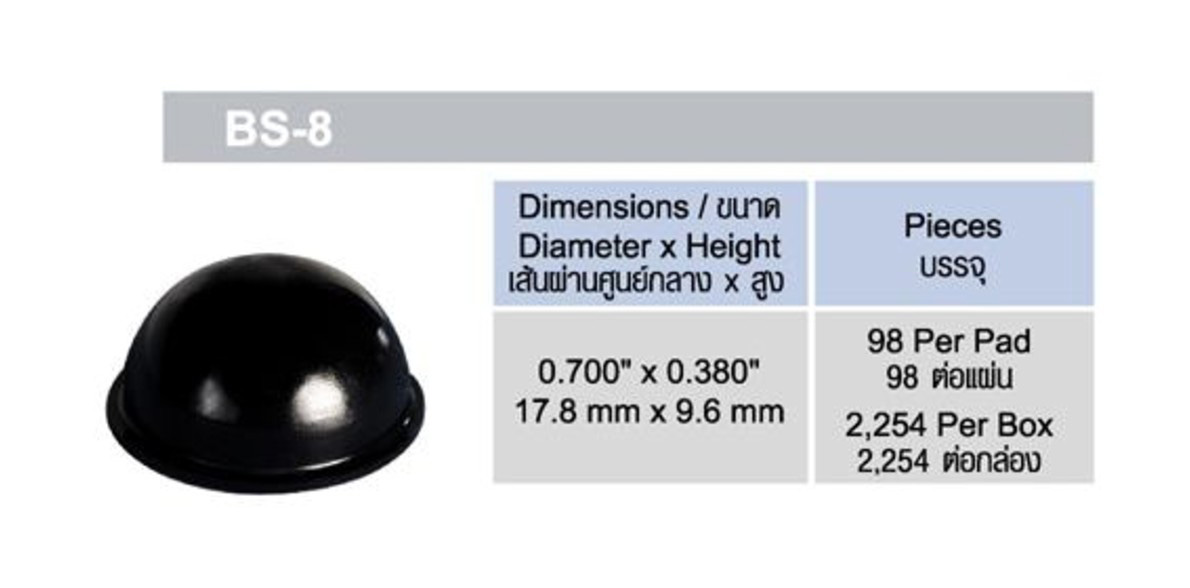 BS-8
Dimensions / ขนาด
Diameter x Height
เส้นผ่านศูนย์กลาง x สูง
Pieces
บรรจุ
0.700" x 0.380"
17.8 mm x 9.6 mm
98 Per Pad
98 ต่อแผ่น
2,254 Per Box
2,254 ต่อกล่อง